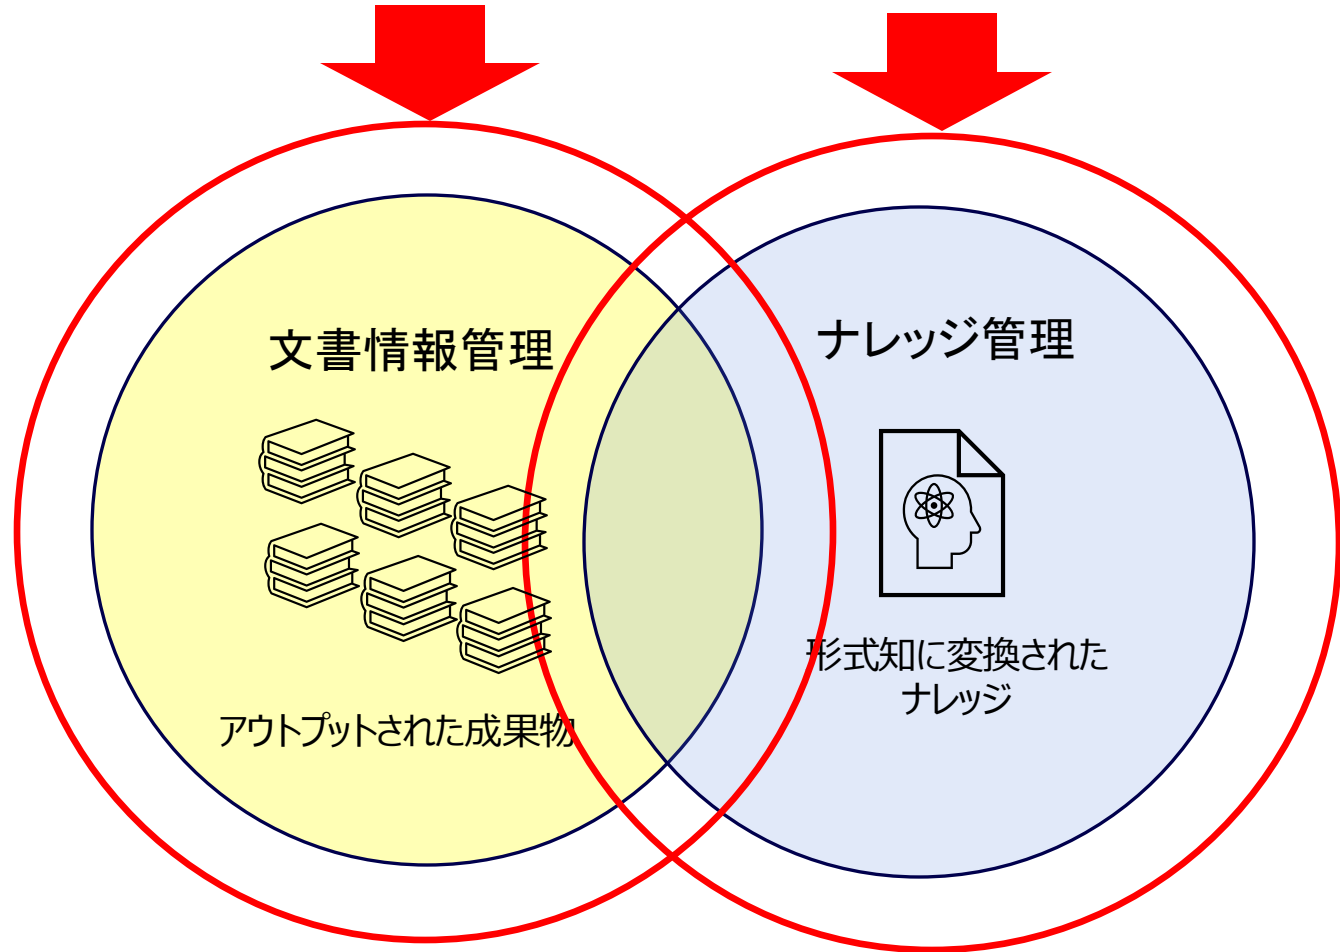 文書情報管理
アウトプットされた成果物
ナレッジ管理
形式知に変換された
ナレッジ